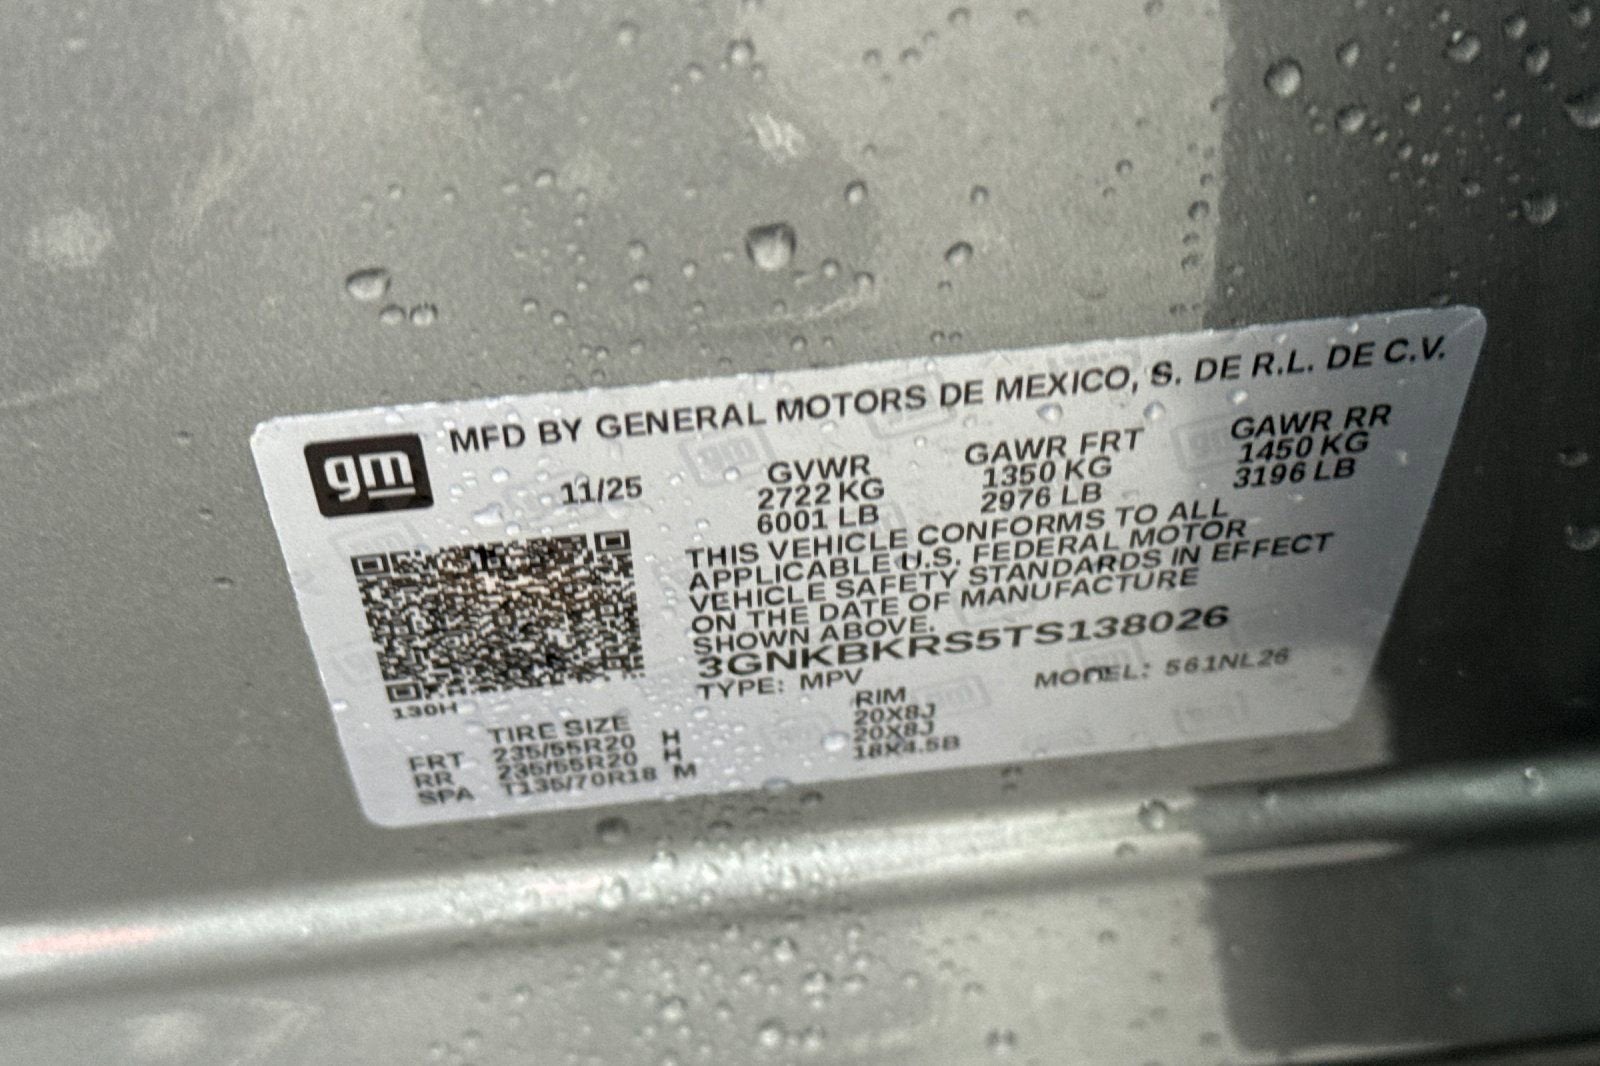 gm
MFD BY GENERAL MOTORS DE MEXICO, S. DE R.L. DE C.V.
11/25 GVWR GAWR FRT GAWR RR
2722 KG 1350 KG 1450 KG
6001 LB 2976 LB 3196 LB
THIS VEHICLE CONFORMS TO ALL
APPLICABLE U.S. FEDERAL MOTOR
VEHICLE SAFETY STANDARDS IN EFFECT
ON THE DATE OF MANUFACTURE
SHOWN ABOVE.
3GNKBKRS5TS138026
TYPE: MPV MODEL: 561NL26
130H
TIRE SIZE RIM
FRT 235/55R20 H 20X8J
RR 235/55R20 H 20X8J
SPA T135/70R18 M 18X4.5B